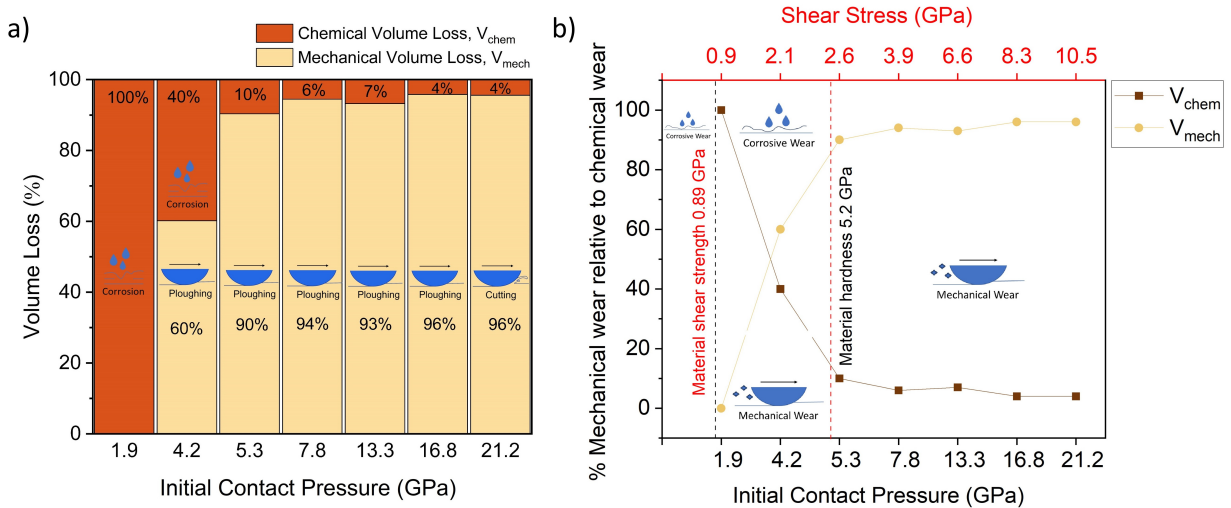 a)
Chemical Volume Loss, Vchem
Mechanical Volume Loss, Vmech
Volume Loss (%)
100
80
60
40
20
0
100%
40%
10%
6%
7%
4%
4%
Corrosion
Corrosion
Ploughing
Ploughing
Ploughing
Ploughing
Ploughing
Cutting
60%
90%
94%
93%
96%
96%
1.9
4.2
5.3
7.8
13.3
16.8
21.2
Initial Contact Pressure (GPa)
b)
Shear Stress (GPa)
0.9
2.1
2.6
3.9
6.6
8.3
10.5
% Mechanical wear relative to chemical wear
100
80
60
40
20
0
Vchem
Vmech
Corrosive Wear
Corrosive Wear
Material shear strength 0.89 GPa
Material hardness 5.2 GPa
Mechanical Wear
Mechanical Wear
1.9
4.2
5.3
7.8
13.3
16.8
21.2
Initial Contact Pressure (GPa)